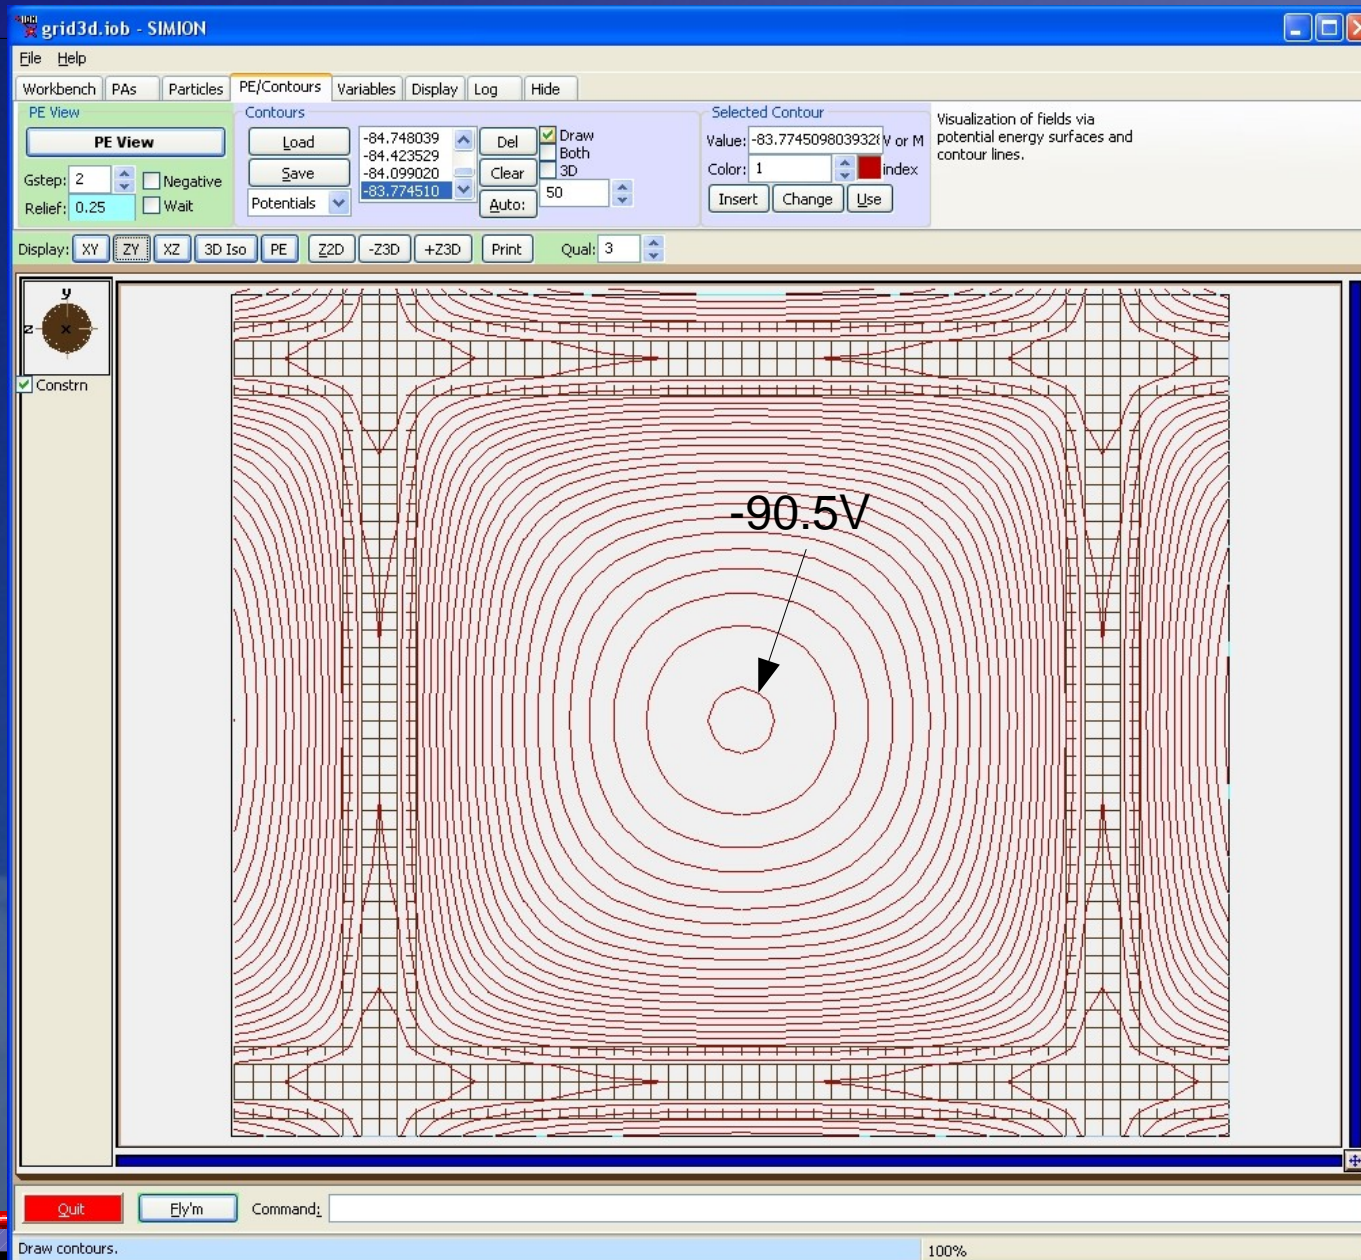 grid3d.iob - SIMION
File Help
Workbench PAs Particles PE/Contours Variables Display Log Hide
PE View
PE View
Gstep: 2 Negative
Relief: 0.25 Wait
Contours
Load
Save
Potentials
-84.748039
-84.423529
-84.099020
-83.774510
Del
Clear
Auto:
Draw
Both
3D
50
Selected Contour
Value: -83.7745098039328 V or M
Color: 1 index
Insert Change Use
Visualization of fields via
potential energy surfaces and
contour lines.
Display: XY ZY XZ 3D Iso PE Z2D -Z3D +Z3D Print Qual: 3
y
z x
Constrn
-90.5V
Quit Fly'm Command:
Draw contours. 100%